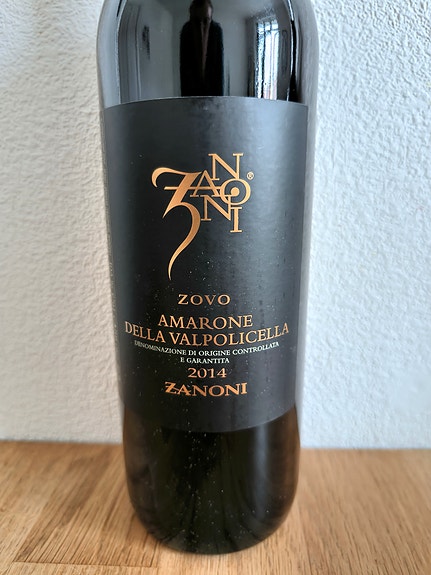 ZANONI®
ZOVO
AMARONE
DELLA VALPOLICELLA
DENOMINAZIONE DI ORIGINE CONTROLLATA
E GARANTITA
2014
ZANONI